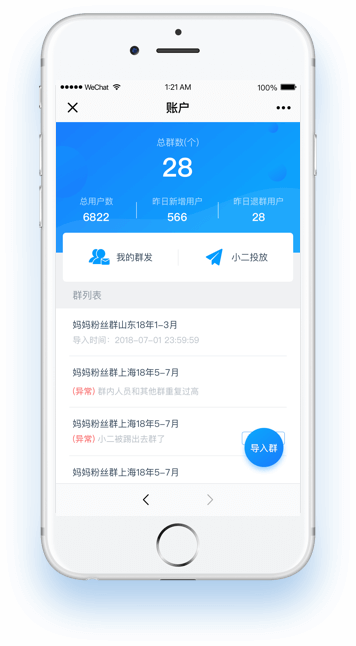 WeChat 1:21 AM 100%
账户
总群数(个)
28
总用户数 昨日新增用户 昨日退群用户
6822 566 28
我的群发 小二投放
群列表
妈妈粉丝群山东18年1-3月
导入时间：2018-07-01 23:59:59
妈妈粉丝群上海18年5-7月
(异常) 群内人员和其他群重复过高
妈妈粉丝群上海18年5-7月
(异常) 小二被踢出去群了
导入群
妈妈粉丝群上海18年5-7月